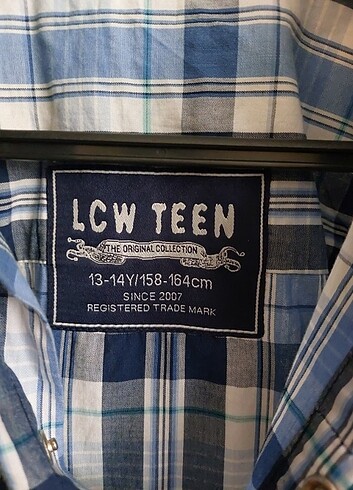 LCW TEEN
THE ORIGINAL COLLECTION
13-14Y/158-164cm
SINCE 2007
REGISTERED TRADE MARK